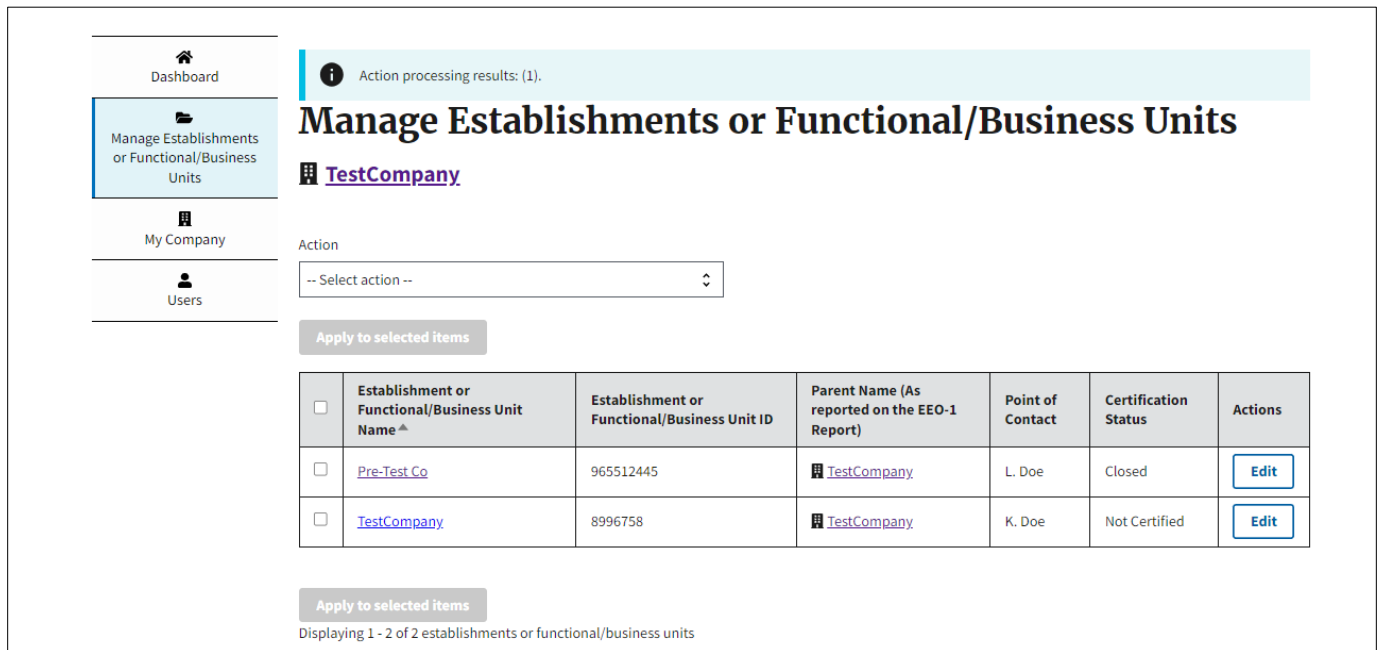 Dashboard
Manage Establishments
or Functional/Business
Units
My Company
Users
Action processing results: (1).
Manage Establishments or Functional/Business Units
TestCompany
Action
-- Select action --
Apply to selected items
Establishment or
Functional/Business Unit
Name
Establishment or
Functional/Business Unit ID
Parent Name (As
reported on the EEO-1
Report)
Point of
Contact
Certification
Status
Actions
Pre-Test Co
965512445
TestCompany
L. Doe
Closed
Edit
TestCompany
8996758
TestCompany
K. Doe
Not Certified
Edit
Apply to selected items
Displaying 1 - 2 of 2 establishments or functional/business units